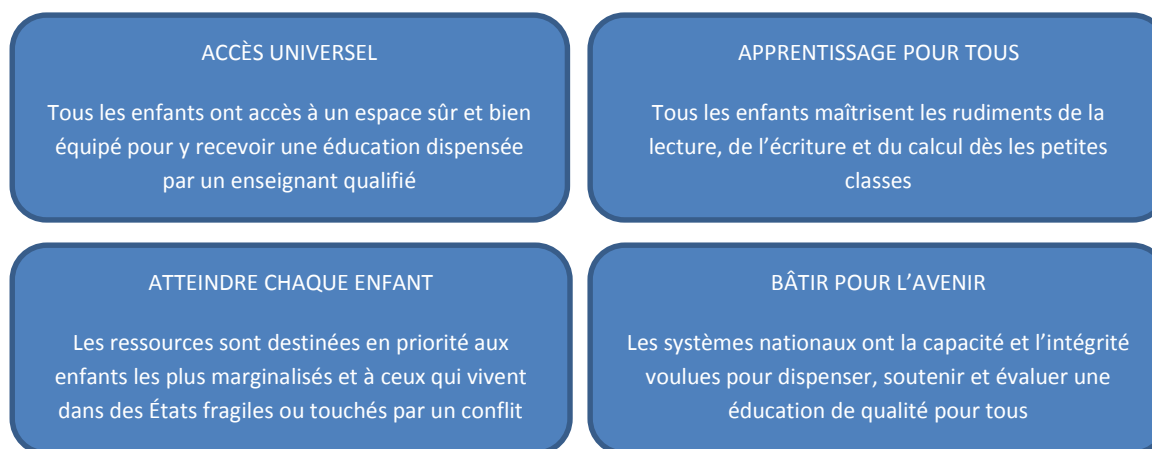 ACCÈS UNIVERSEL
Tous les enfants ont accès à un espace sûr et bien
équipé pour y recevoir une éducation dispensée
par un enseignant qualifié
APPRENTISSAGE POUR TOUS
Tous les enfants maîtrisent les rudiments de la
lecture, de l’écriture et du calcul dès les petites
classes
ATTEINDRE CHAQUE ENFANT
Les ressources sont destinées en priorité aux
enfants les plus marginalisés et à ceux qui vivent
dans des États fragiles ou touchés par un conflit
BÂTIR POUR L’AVENIR
Les systèmes nationaux ont la capacité et l’intégrité
voulues pour dispenser, soutenir et évaluer une
éducation de qualité pour tous